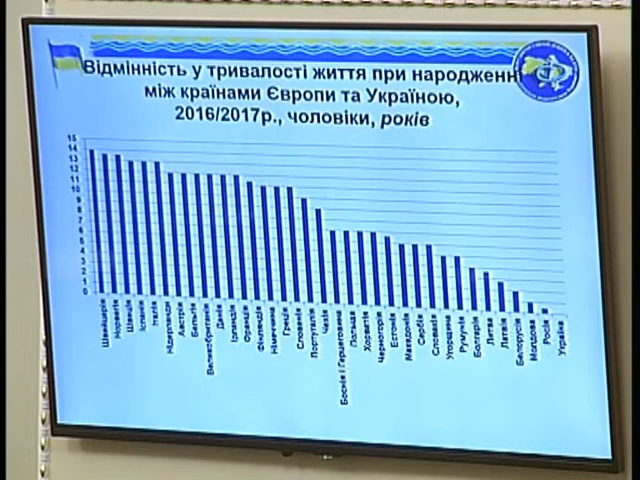 Відмінність у тривалості життя при народженні
між країнами Європи та Україною,
2016/2017р., чоловіки, років
15
14
13
12
11
10
9
8
7
6
5
4
3
2
1
0
Швейцарія
Норвегія
Швеція
Іспанія
Італія
Нідерланди
Австрія
Бельгія
Великобританія
Данія
Ірландія
Франція
Фінляндія
Німеччина
Греція
Словенія
Португалія
Чехія
Боснія і Герцеговина
Польща
Хорватія
Чорногорія
Естонія
Македонія
Сербія
Словакія
Угорщина
Румунія
Болгарія
Литва
Латвія
Білорусія
Молдова
Росія
Україна